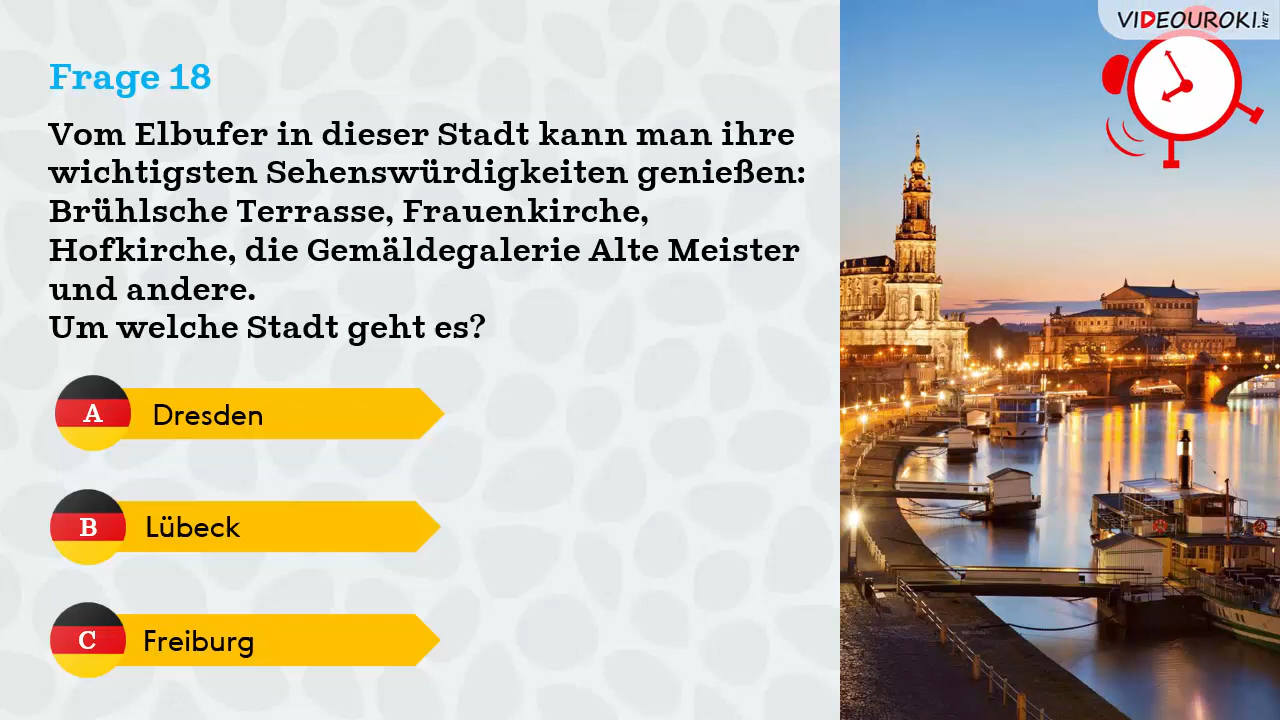 VIDEOUROKI.NET
Frage 18
Vom Elbufer in dieser Stadt kann man ihre
wichtigsten Sehenswürdigkeiten genießen:
Brühlsche Terrasse, Frauenkirche,
Hofkirche, die Gemäldegalerie Alte Meister
und andere.
Um welche Stadt geht es?
A Dresden
B Lübeck
C Freiburg